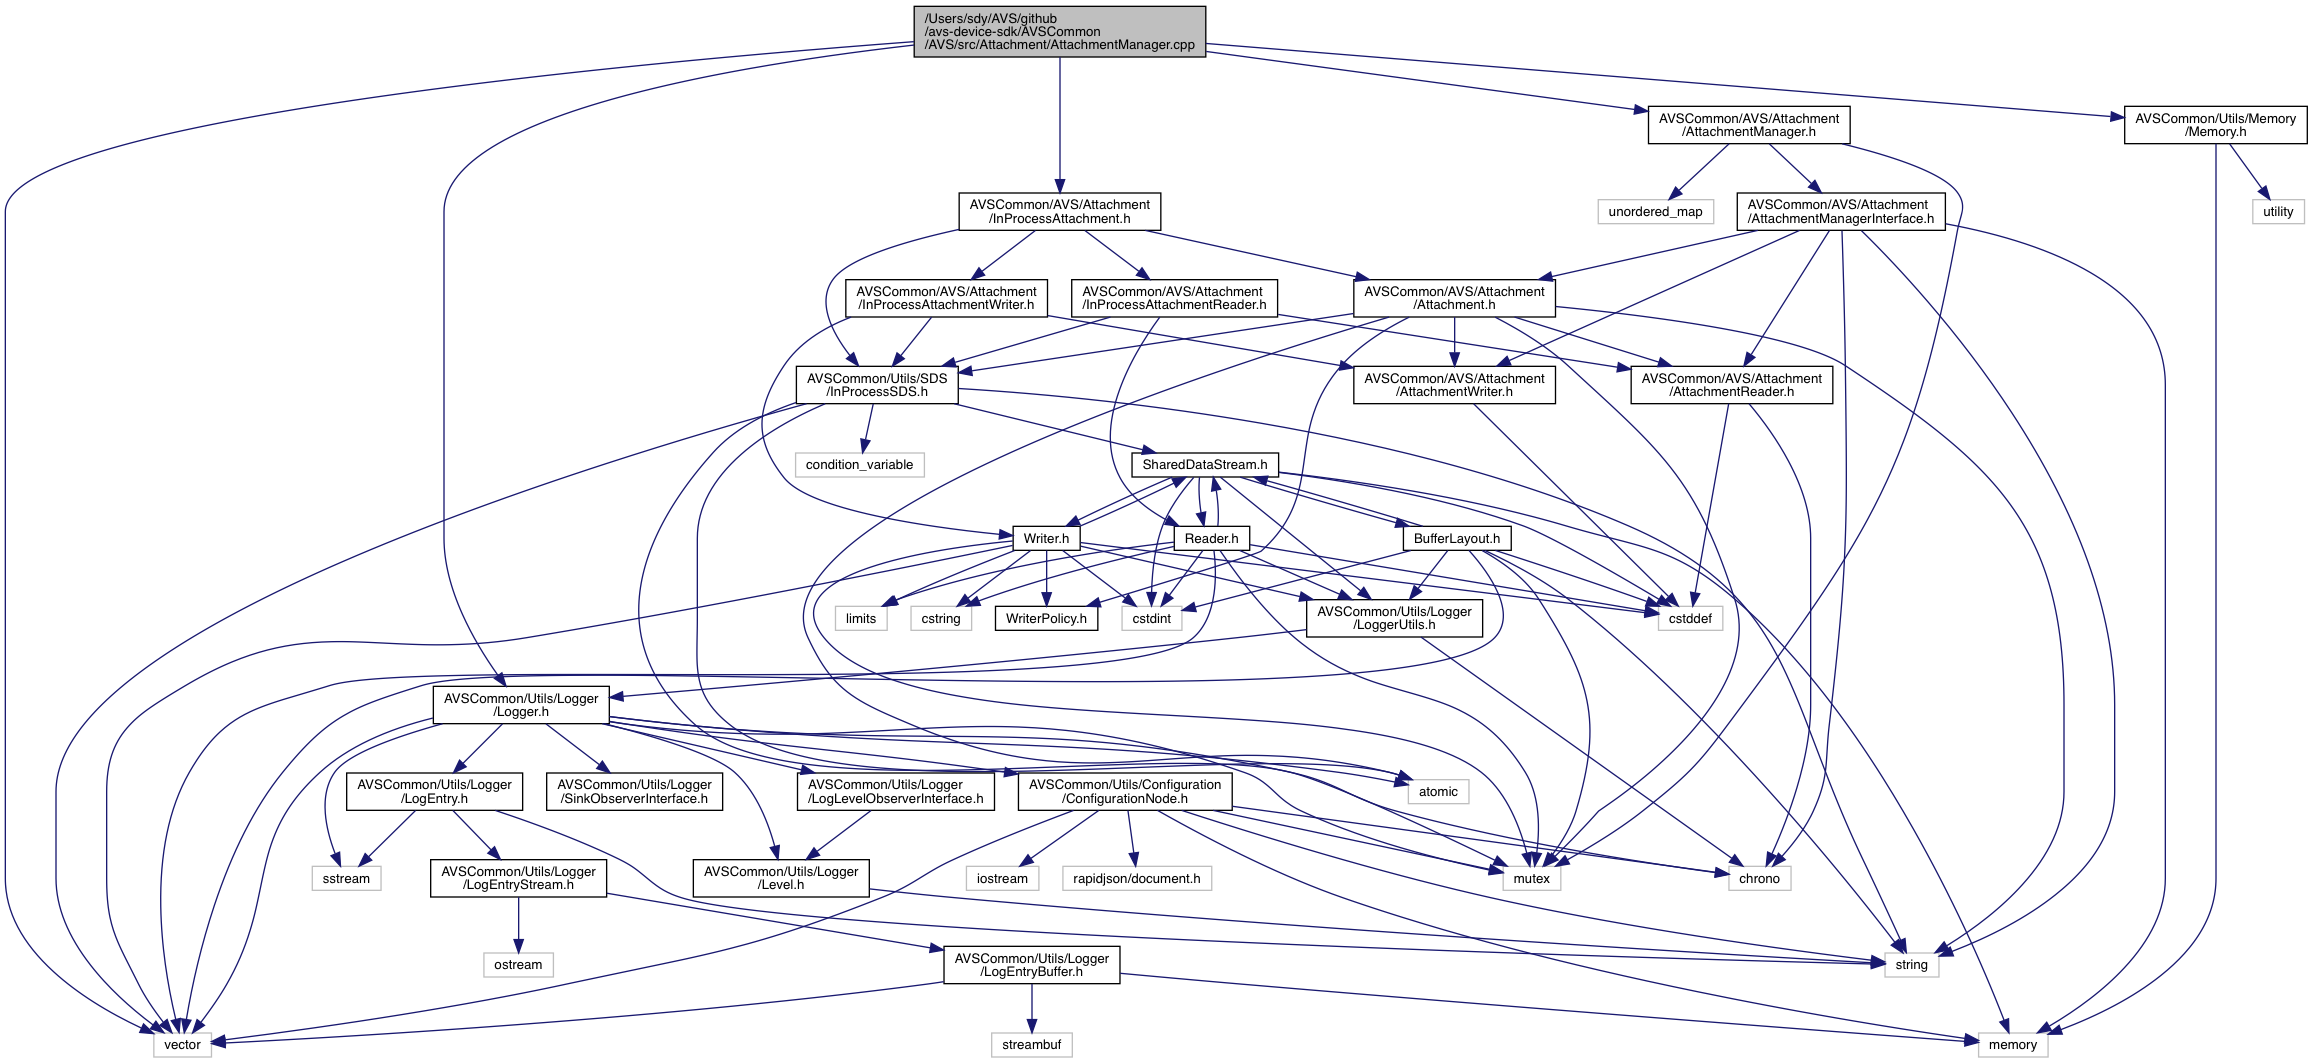 /Users/sdy/AVS/github
/avs-device-sdk/AVSCommon
/AVS/src/Attachment/AttachmentManager.cpp
AVSCommon/AVS/Attachment
/AttachmentManager.h
AVSCommon/Utils/Memory
/Memory.h
AVSCommon/AVS/Attachment
/InProcessAttachment.h
unordered_map
AVSCommon/AVS/Attachment
/AttachmentManagerInterface.h
utility
AVSCommon/AVS/Attachment
/InProcessAttachmentWriter.h
AVSCommon/AVS/Attachment
/InProcessAttachmentReader.h
AVSCommon/AVS/Attachment
/Attachment.h
AVSCommon/Utils/SDS
/InProcessSDS.h
AVSCommon/AVS/Attachment
/AttachmentWriter.h
AVSCommon/AVS/Attachment
/AttachmentReader.h
condition_variable
SharedDataStream.h
Writer.h
Reader.h
BufferLayout.h
limits
cstring
WriterPolicy.h
cstdint
AVSCommon/Utils/Logger
/LoggerUtils.h
cstddef
AVSCommon/Utils/Logger
/Logger.h
AVSCommon/Utils/Logger
/LogEntry.h
AVSCommon/Utils/Logger
/SinkObserverInterface.h
AVSCommon/Utils/Logger
/LogLevelObserverInterface.h
AVSCommon/Utils/Configuration
/ConfigurationNode.h
atomic
sstream
AVSCommon/Utils/Logger
/LogEntryStream.h
AVSCommon/Utils/Logger
/Level.h
iostream
rapidjson/document.h
mutex
chrono
ostream
AVSCommon/Utils/Logger
/LogEntryBuffer.h
string
vector
streambuf
memory